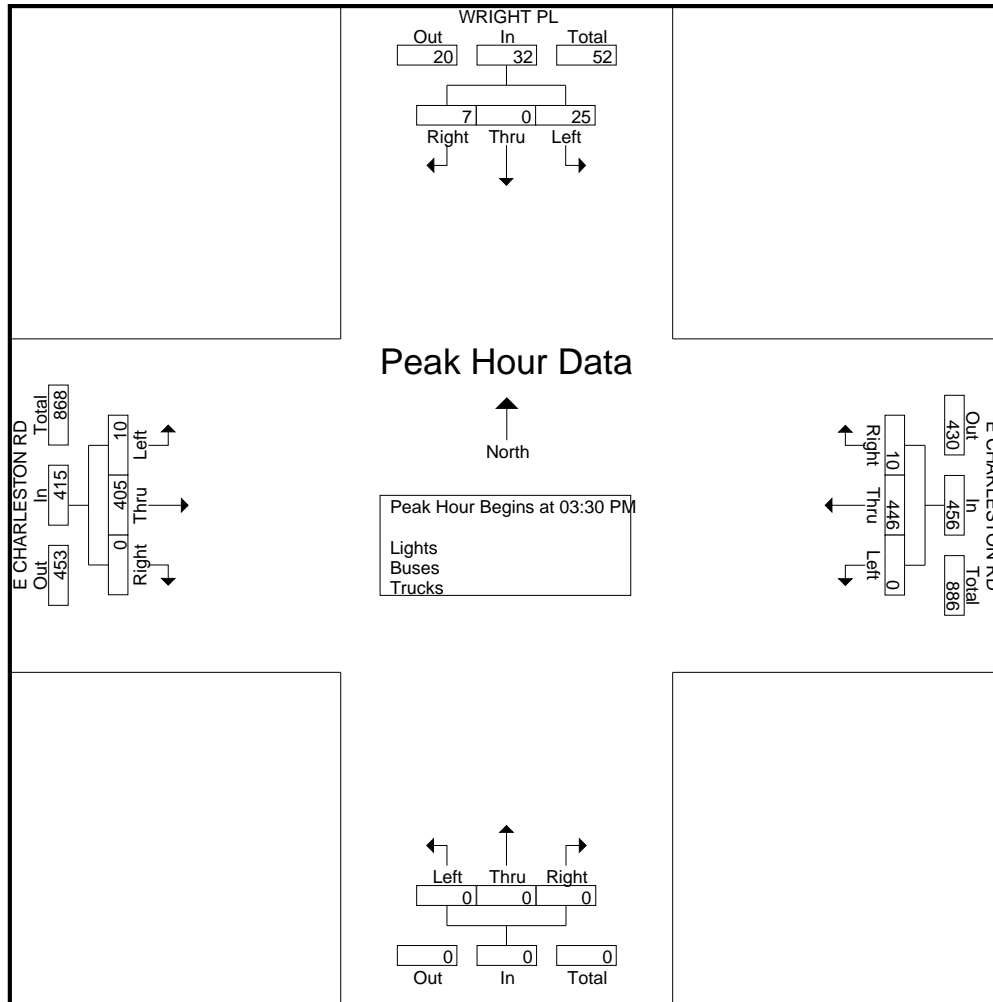 WRIGHT PL
Out In Total
20 32 52
7 0 25
Right Thru Left
Peak Hour Data
North
Peak Hour Begins at 03:30 PM
Lights
Buses
Trucks
E CHARLESTON RD
Out In Total
453 415 868
0 405 10
Right Thru Left
E CHARLESTON RD
Out In Total
430 456 886
10 446 0
Right Thru Left
Left Thru Right
0 0 0
0 0 0
Out In Total